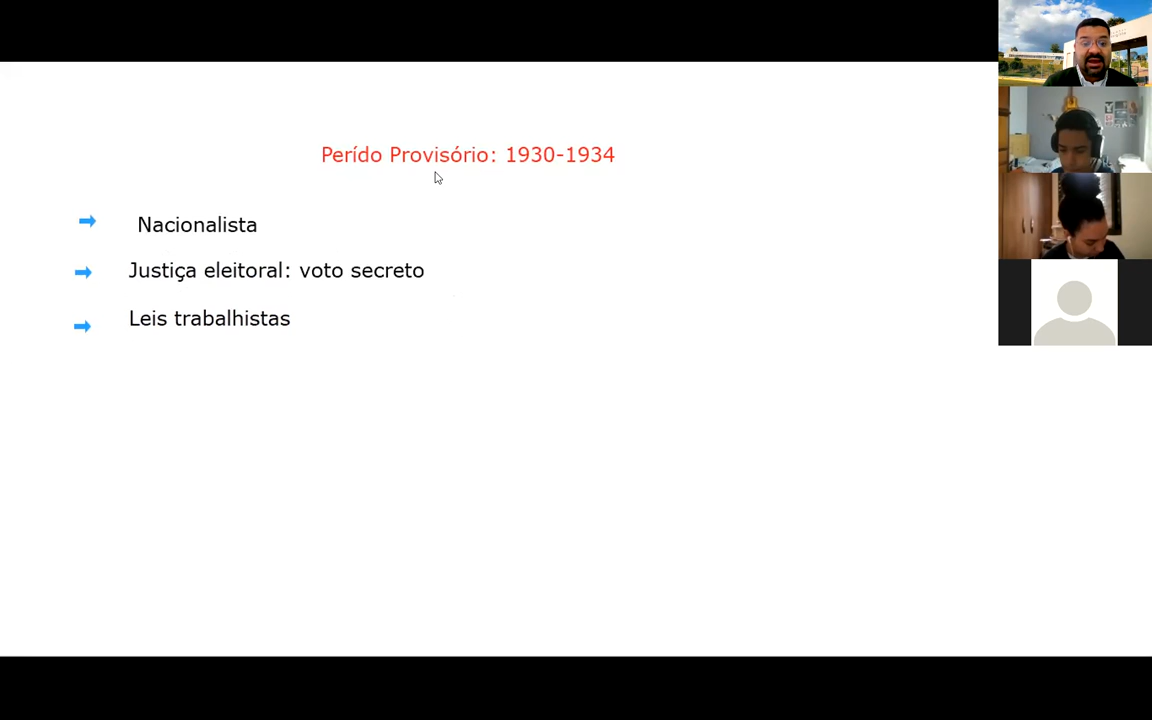 Perído Provisório: 1930-1934
Nacionalista
Justiça eleitoral: voto secreto
Leis trabalhistas